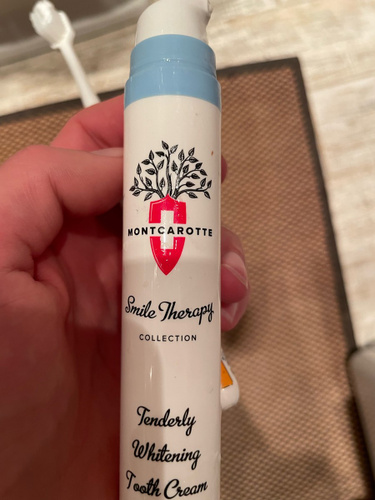 MONTCAROTTE
Smile Therapy
COLLECTION
Tenderly
Whitening
Tooth Cream